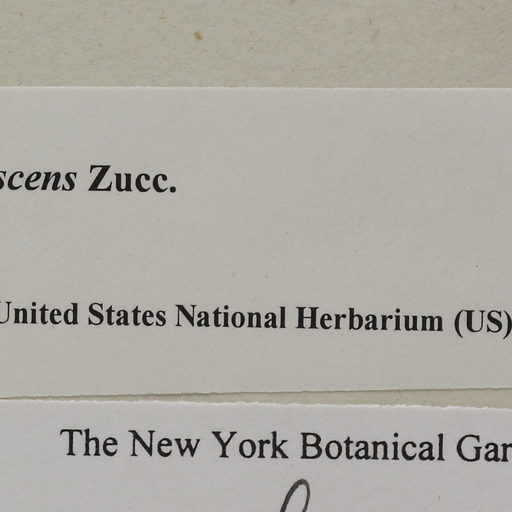 scens Zucc.
United States National Herbarium (US)
The New York Botanical Gar